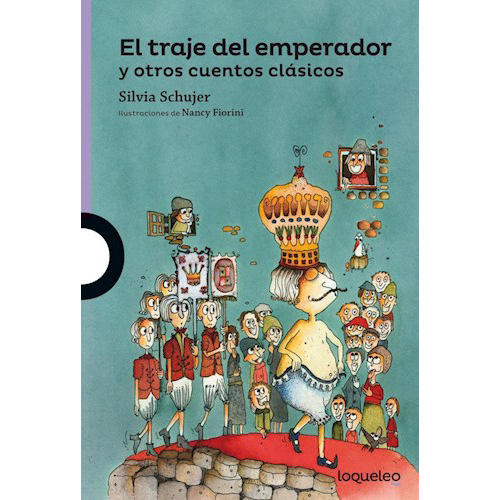 El traje del emperador
y otros cuentos clásicos
Silvia Schujer
Ilustraciones de Nancy Fiorini
loqueleo